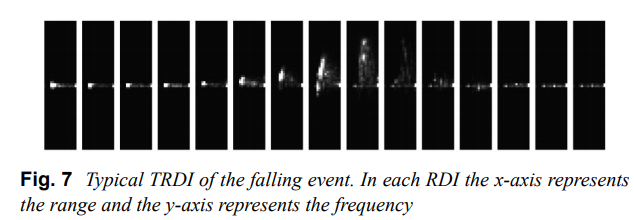 Fig. 7 Typical TRDI of the falling event. In each RDI the x-axis represents
the range and the y-axis represents the frequency